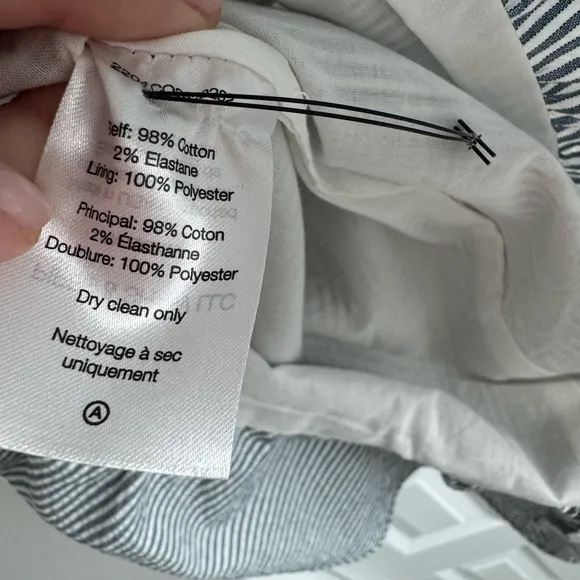 Self: 98% Cotton
2% Elastane
Lining: 100% Polyester
Principal: 98% Coton
2% Élasthanne
Doublure: 100% Polyester
Dry clean only
Nettoyage à sec
uniquement
A